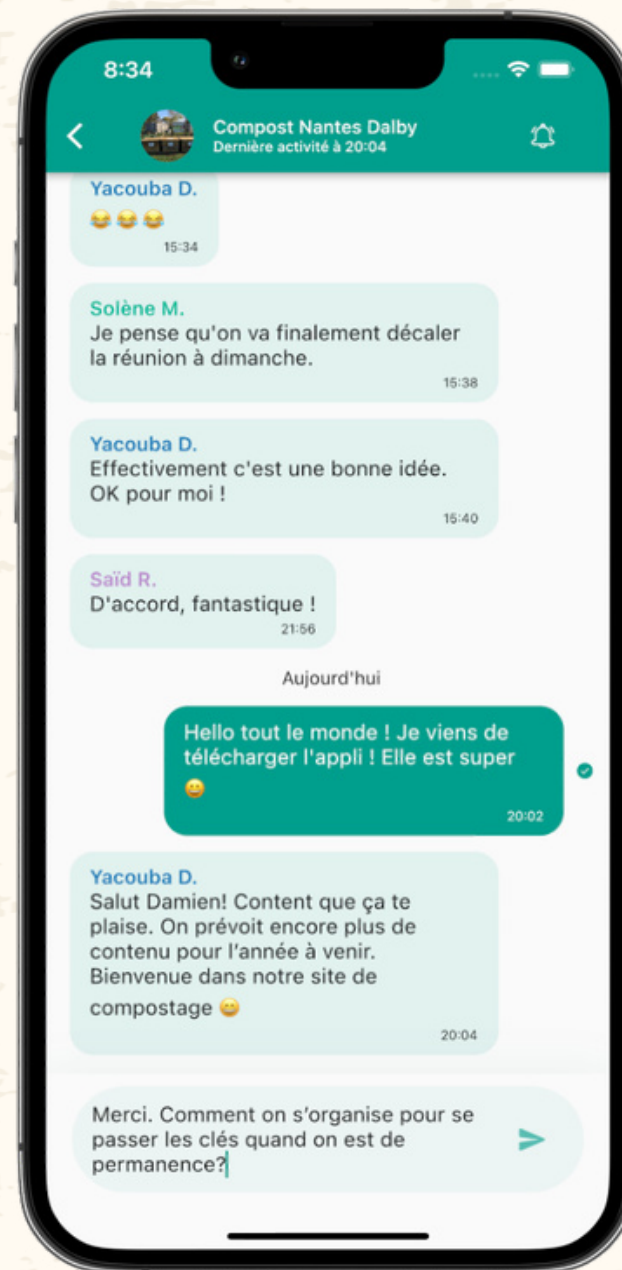 8:34
Compost Nantes Dalby
Dernière activité à 20:04
Yacouba D.
😂😂😂
15:34
Solène M.
Je pense qu'on va finalement décaler
la réunion à dimanche.
15:38
Yacouba D.
Effectivement c'est une bonne idée.
OK pour moi !
15:40
Saïd R.
D'accord, fantastique !
21:56
Aujourd'hui
Hello tout le monde ! Je viens de
télécharger l'appli ! Elle est super
😀
20:02
Yacouba D.
Salut Damien! Content que ça te
plaise. On prévoit encore plus de
contenu pour l’année à venir.
Bienvenue dans notre site de
compostage 😄
20:04
Merci. Comment on s’organise pour se
passer les clés quand on est de
permanence?